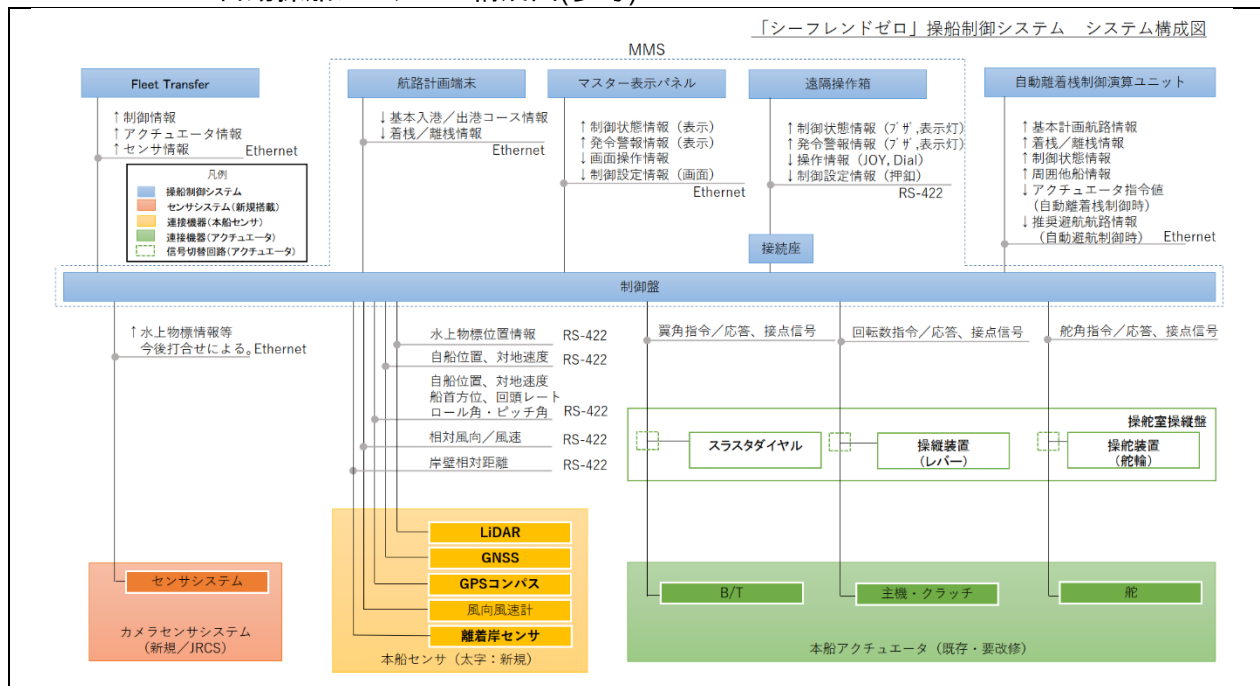 「シーフレンドゼロ」操船制御システム　システム構成図
MMS
Fleet Transfer
航路計画端末
マスター表示パネル
遠隔操作箱
自動離着桟制御演算ユニット
↑制御情報
↑アクチュエータ情報
↑センサ情報
Ethernet
↓基本入港／出港コース情報
↓着桟／離桟情報
Ethernet
↑制御状態情報（表示）
↑発令警報情報（表示）
↓画面操作情報
↓制御設定情報（画面）
Ethernet
↑制御状態情報（ﾌﾞｻﾞ,表示灯）
↑発令警報情報（ﾌﾞｻﾞ,表示灯）
↓操作情報（JOY, Dial）
↓制御設定情報（押釦）
RS-422
↑基本計画航路情報
↑着桟／離桟情報
↑制御状態情報
↑周囲他船情報
↓アクチュエータ指令値
（自動離着桟制御時）
↓推奨避航航路情報
（自動避航制御時）
Ethernet
凡例
操船制御システム
センサシステム(新規搭載)
連接機器(本船センサ)
連接機器(アクチュエータ)
信号切替回路(アクチュエータ)
接続座
制御盤
↑水上物標情報等
今後打合せによる。
Ethernet
水上物標位置情報
RS-422
自船位置、対地速度
RS-422
自船位置、対地速度
船首方位、回頭レート
ロール角・ピッチ角
RS-422
相対風向／風速
RS-422
岸壁相対距離
RS-422
翼角指令／応答、接点信号
回転数指令／応答、接点信号
舵角指令／応答、接点信号
操舵室操縦盤
スラスタダイヤル
操縦装置
(レバー)
操舵装置
(舵輪)
LiDAR
GNSS
GPSコンパス
風向風速計
離着岸センサ
本船センサ（太字：新規）
センサシステム
カメラセンサシステム
（新規／JRCS）
B/T
主機・クラッチ
舵
本船アクチュエータ（既存・要改修）